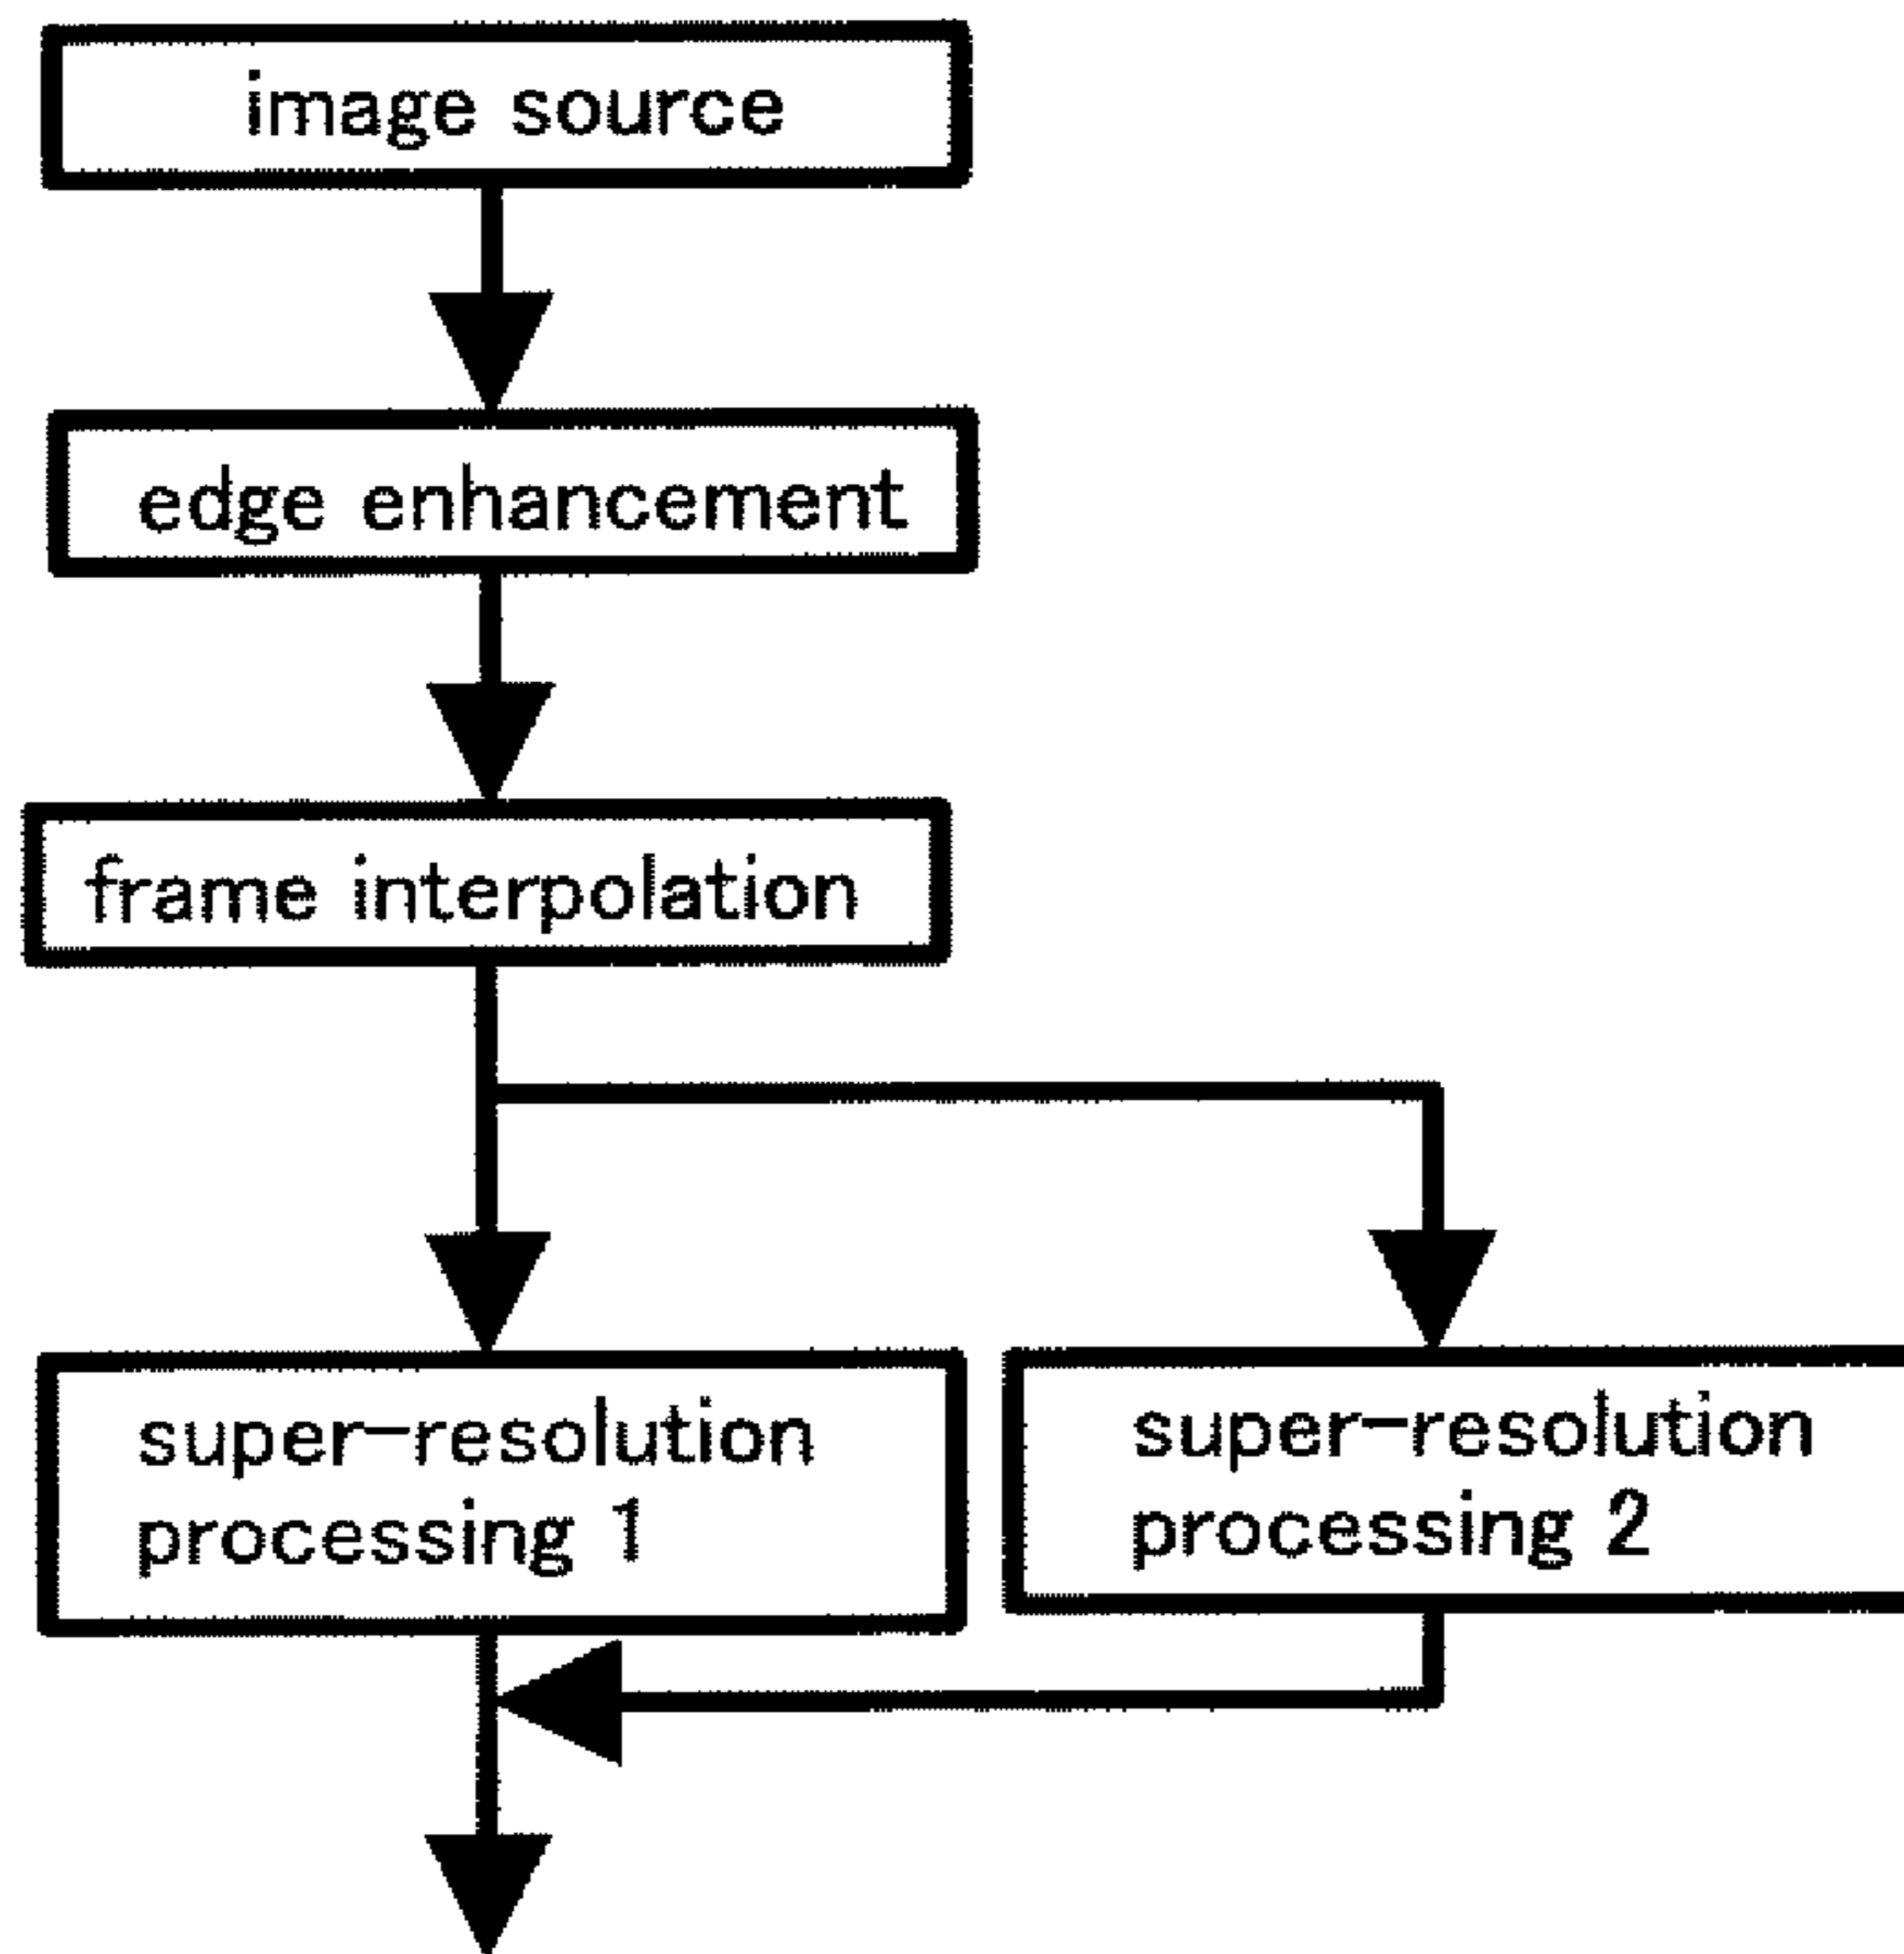 image source
edge enhancement
frame interpolation
super-resolution
processing 1
super-resolution
processing 2